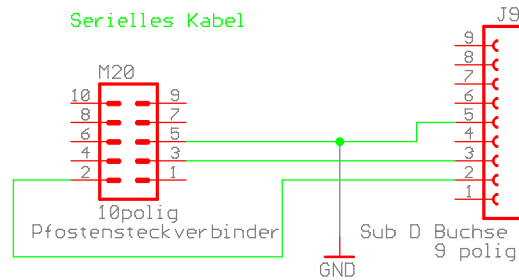 Serielles Kabel
J9
M20
10 9
8 7
6 5
4 3
2 1
9
8
7
6
5
4
3
2
1
10polig
Pfostensteckverbinder
Sub D Buchse
9 polig
GND